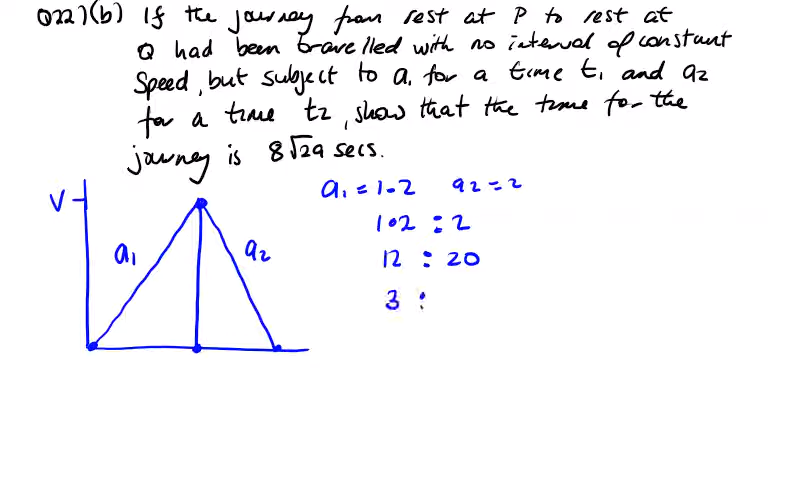 Q22)(b) If the journey from rest at P to rest at
Q had been travelled with no interval of constant
Speed, but subject to a₁ for a time t₁ and a₂
for a time t₂, show that the time for the
journey is 8√29 secs.
V
a₁
a₂
a₁ = 1.2 a₂ = 2
1.2 : 2
12 : 20
3 :